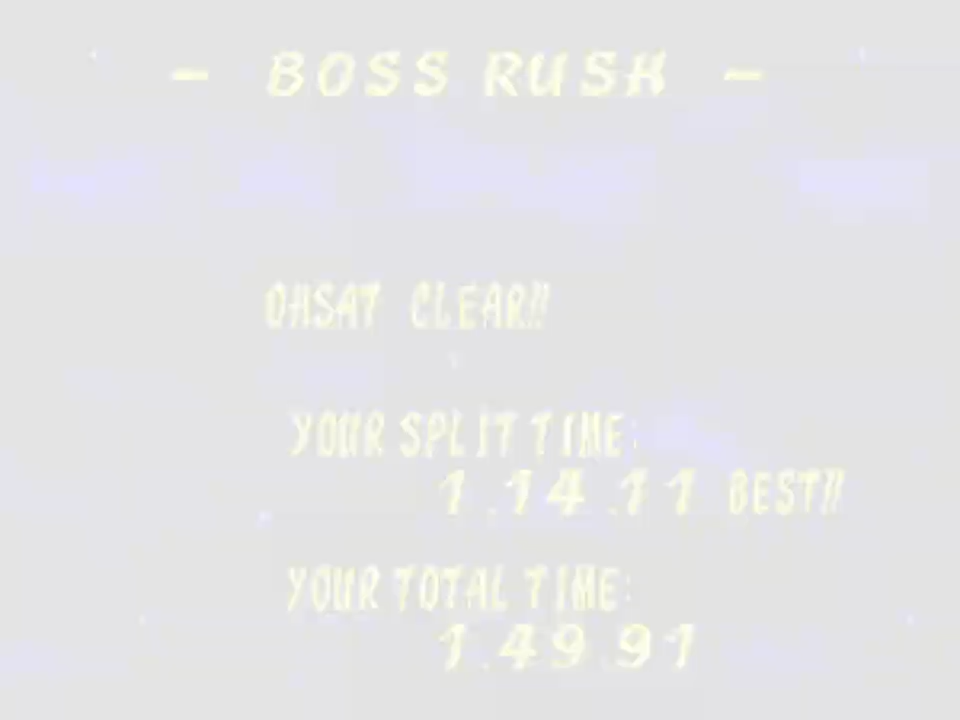 - BOSS RUSH -
OHSAT CLEAR!!
YOUR SPLIT TIME:
1.14.11 BEST!!
YOUR TOTAL TIME:
1.49.91